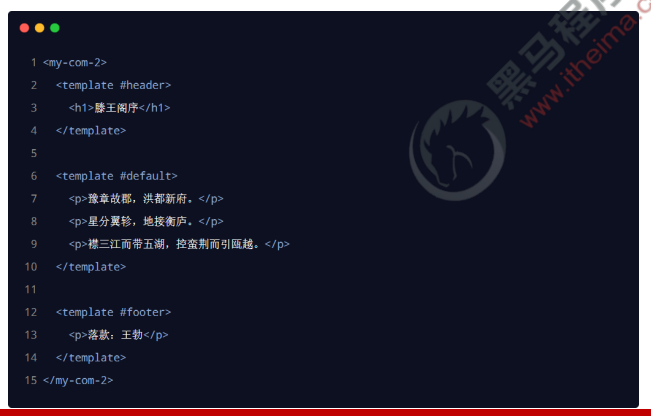 黑马程序
www.itheima.c
1 <my-com-2>
2 <template #header>
3 <h1>滕王阁序</h1>
4 </template>
5
6 <template #default>
7 <p>豫章故郡，洪都新府。</p>
8 <p>星分翼轸，地接衡庐。</p>
9 <p>襟三江而带五湖，控蛮荆而引瓯越。</p>
10 </template>
11
12 <template #footer>
13 <p>落款：王勃</p>
14 </template>
15 </my-com-2>